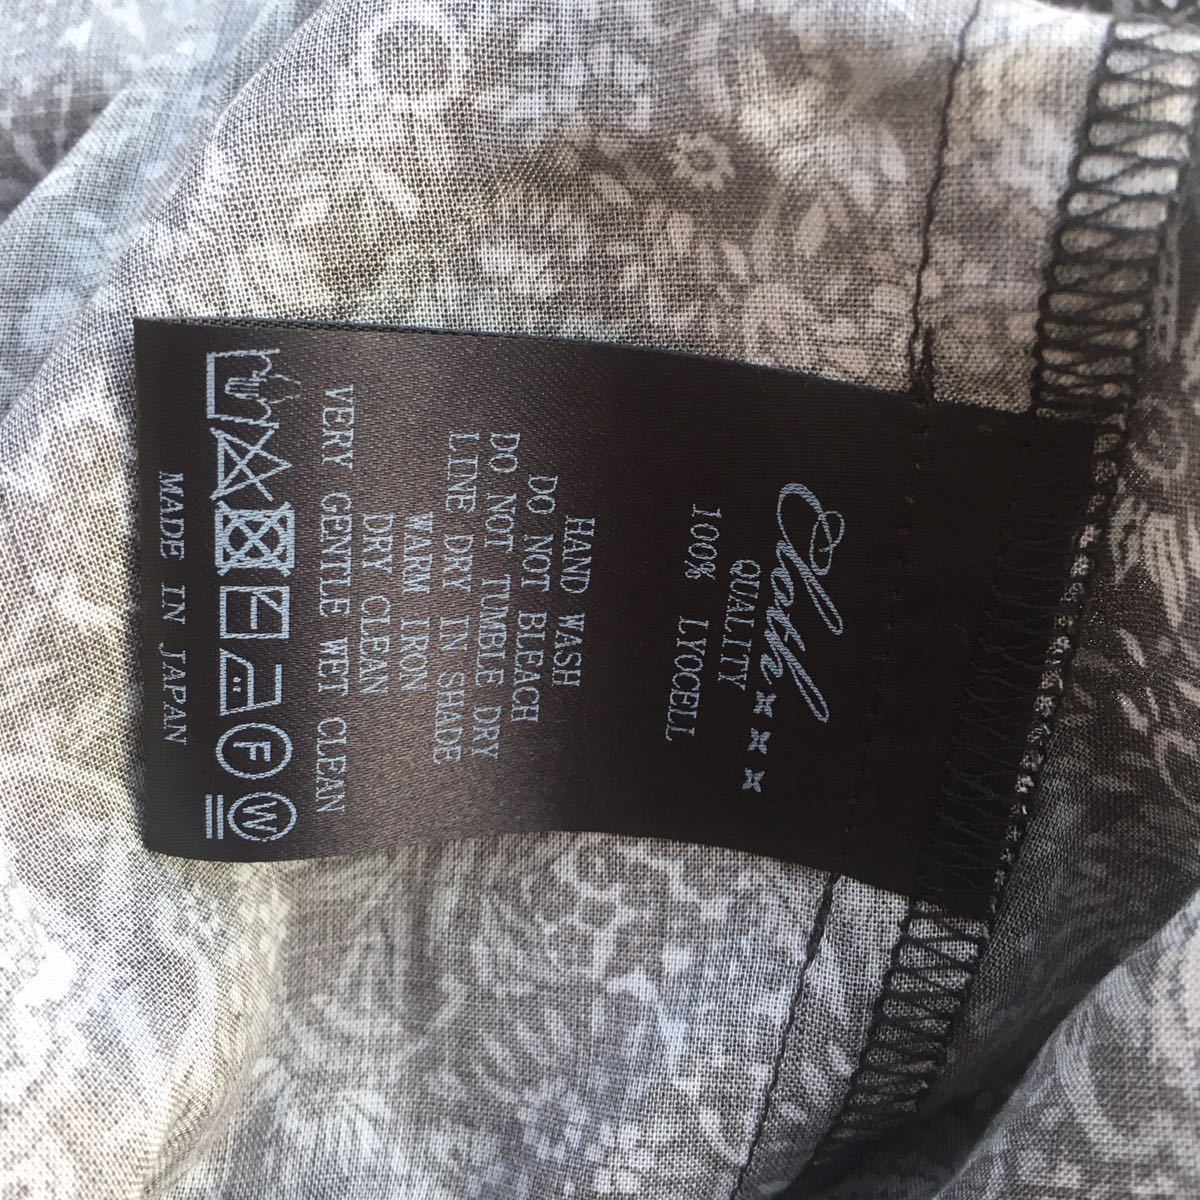 Sloth
QUALITY
100% LYOCELL
HAND WASH
DO NOT BLEACH
DO NOT TUMBLE DRY
LINE DRY IN SHADE
WARM IRON
DRY CLEAN
VERY GENTLE WET CLEAN
F
W
MADE IN JAPAN